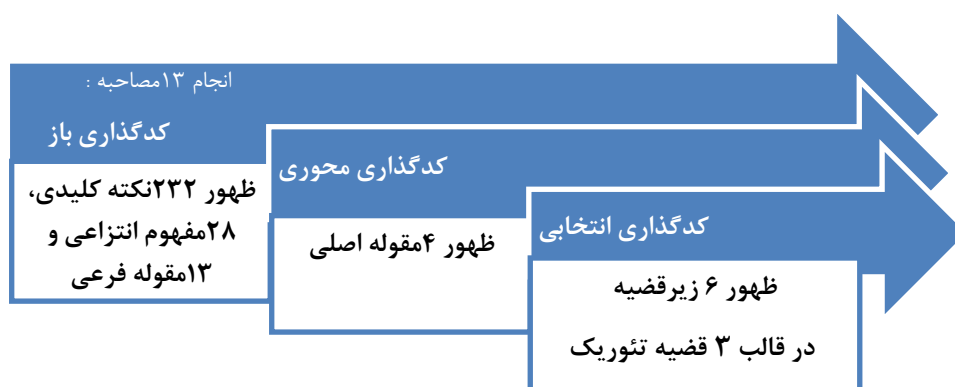 انجام ۱۳مصاحبه :
کدگذاری باز
ظهور ۲۳۲نکته کلیدی،
۲۸مفهوم انتزاعی و
۱۳مقوله فرعی
کدگذاری محوری
ظهور ۴مقوله اصلی
کدگذاری انتخابی
ظهور ۶ زیرقضیه
در قالب ۳ قضیه تئوریک